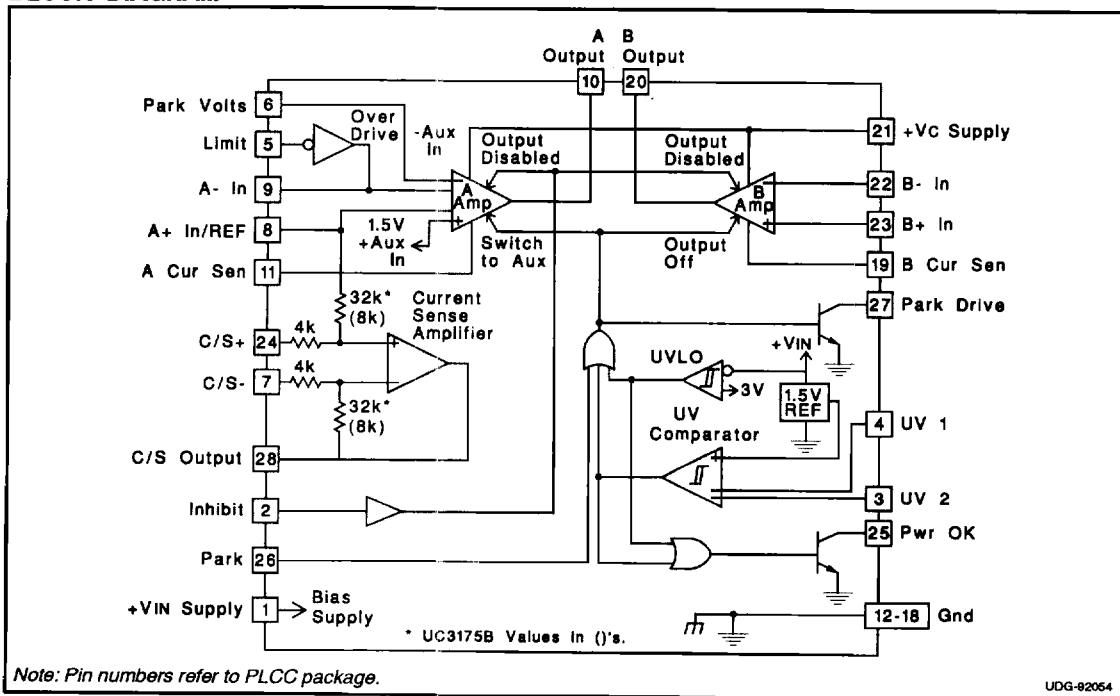 A B
Output Output
10 20
Park Volts 6
Limit 5
A- In 9
A+ In/REF 8
A Cur Sen 11
C/S+ 24
C/S- 7
C/S Output 28
Inhibit 2
Park 26
+VIN Supply 1
Bias
Supply
Over
Drive
-Aux
In
A
Amp
1.5V
+Aux
In
Output
Disabled
Switch
to Aux
Output
Disabled
B
Amp
Output
Off
4k
4k
32k*
(8k)
32k*
(8k)
Current
Sense
Amplifier
UVLO
3V
+VIN
1.5V
REF
UV
Comparator
21 +VC Supply
22 B- In
23 B+ In
19 B Cur Sen
27 Park Drive
4 UV 1
3 UV 2
25 Pwr OK
12-18 Gnd
* UC3175B Values In ()'s.
Note: Pin numbers refer to PLCC package.
UDG-92054